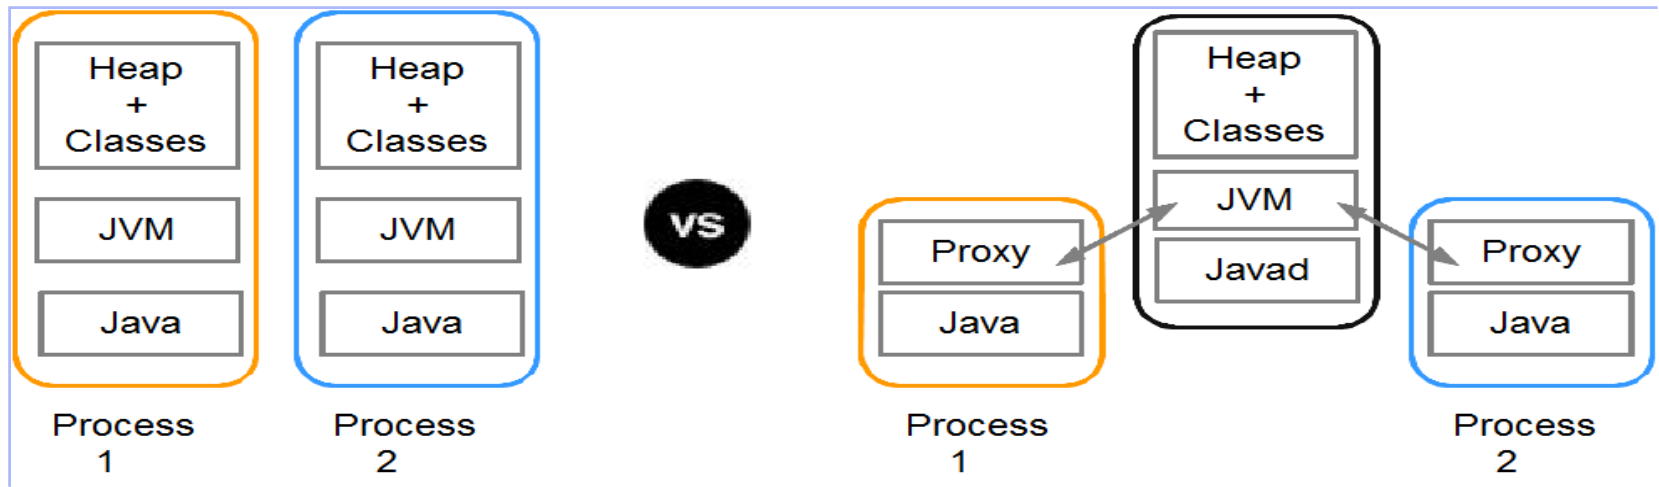 Heap
+
Classes
JVM
Java
Process
1
Heap
+
Classes
JVM
Java
Process
2
vs
Proxy
Java
Process
1
Heap
+
Classes
JVM
Javad
Proxy
Java
Process
2